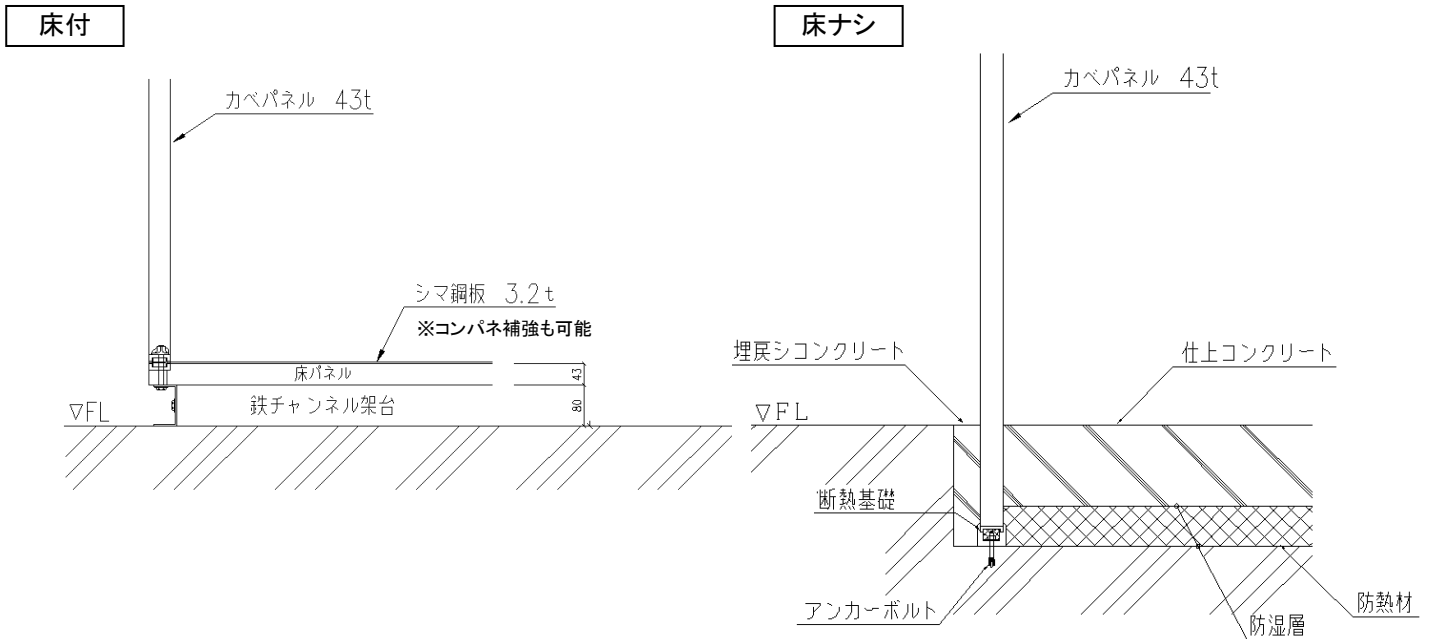 床付
カベパネル 43t
シマ鋼板 3.2t
※コンパネ補強も可能
床パネル
43
鉄チャンネル架台
80
▽FL
床ナシ
カベパネル 43t
埋戻シコンクリート
仕上コンクリート
▽FL
断熱基礎
アンカーボルト
防熱材
防湿層